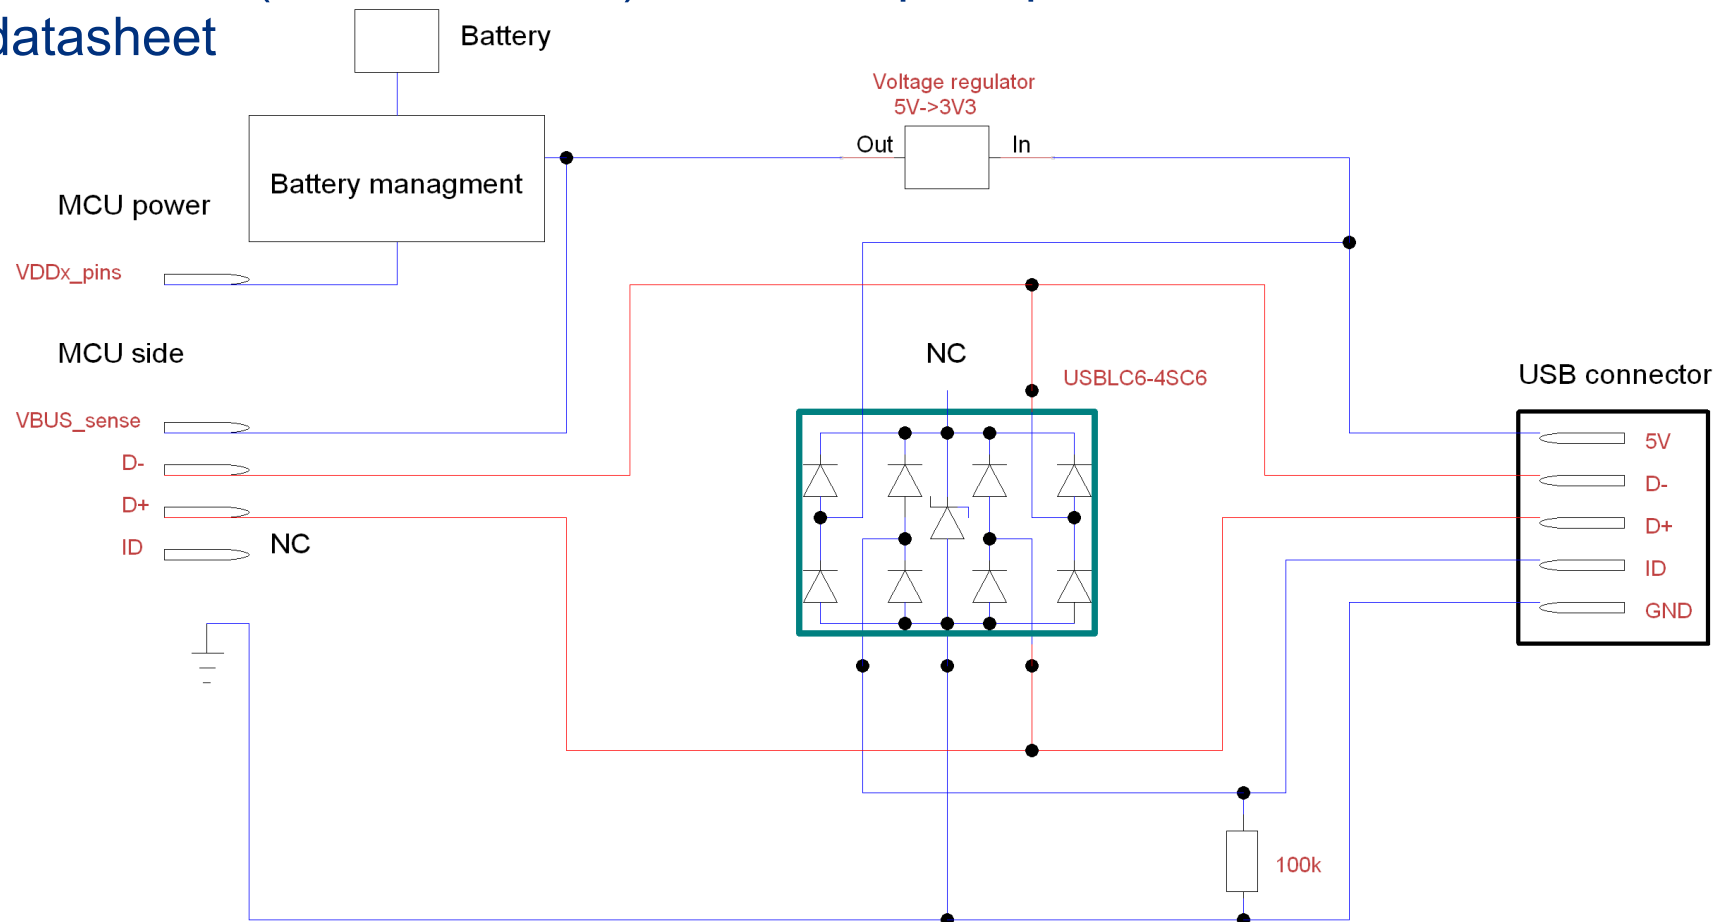 datasheet
Battery
Voltage regulator
5V->3V3
Out
In
Battery managment
MCU power
VDDx_pins
MCU side
NC
USBLC6-4SC6
USB connector
VBUS_sense
5V
D-
D-
D+
D+
ID
NC
ID
GND
100k